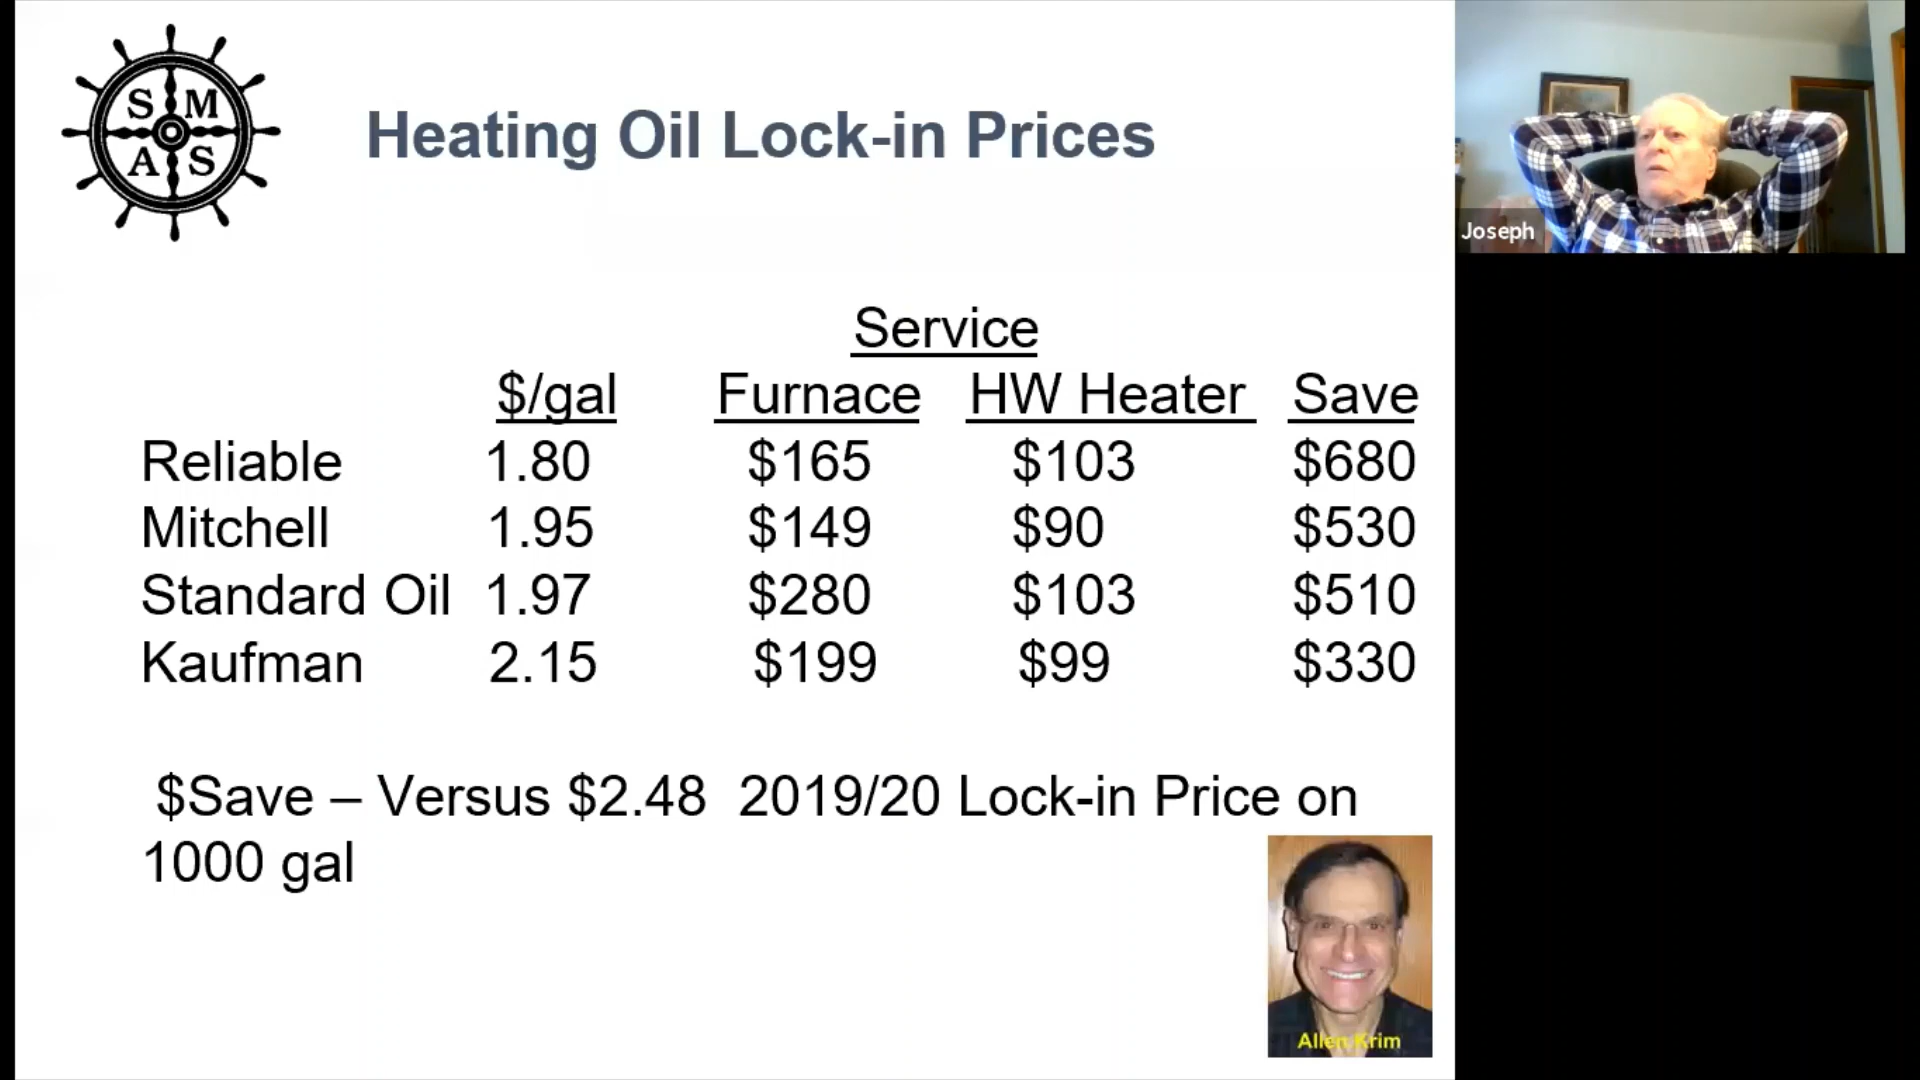 S M
A S
Heating Oil Lock-in Prices
Joseph
Service
$/gal Furnace HW Heater Save
Reliable 1.80 $165 $103 $680
Mitchell 1.95 $149 $90 $530
Standard Oil 1.97 $280 $103 $510
Kaufman 2.15 $199 $99 $330
$Save – Versus $2.48 2019/20 Lock-in Price on
1000 gal
Allen Krim